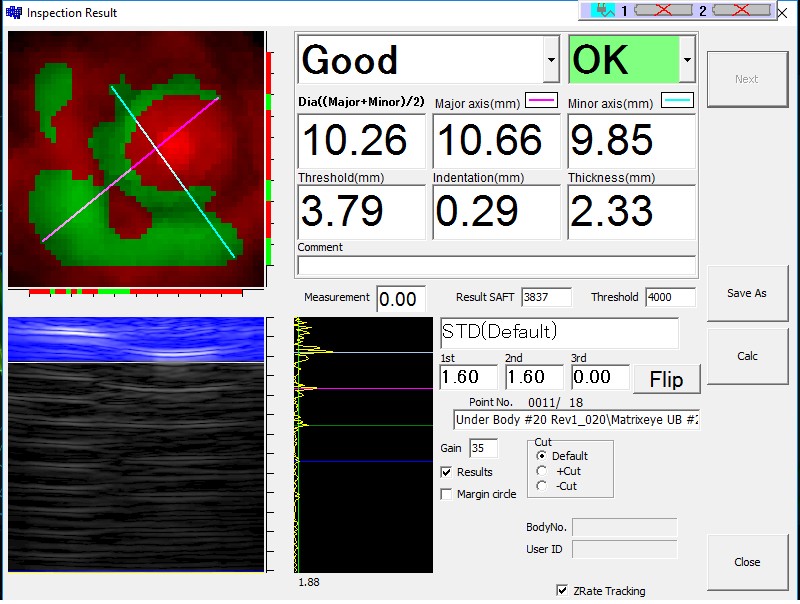 Inspection Result
1 2
Good OK
Next
Dia((Major+Minor)/2) Major axis(mm) Minor axis(mm)
10.26 10.66 9.85
Threshold(mm) Indentation(mm) Thickness(mm)
3.79 0.29 2.33
Comment
Measurement 0.00 Result SAFT 3837 Threshold 4000
Save As
STD(Default)
Calc
1st 2nd 3rd
1.60 1.60 0.00 Flip
Point No. 0011/ 18
Under Body #20 Rev1_020\Matrixeye UB #2
Gain 35
Cut
Default
Results
+Cut
-Cut
Margin circle
BodyNo.
User ID
Close
1.88
ZRate Tracking